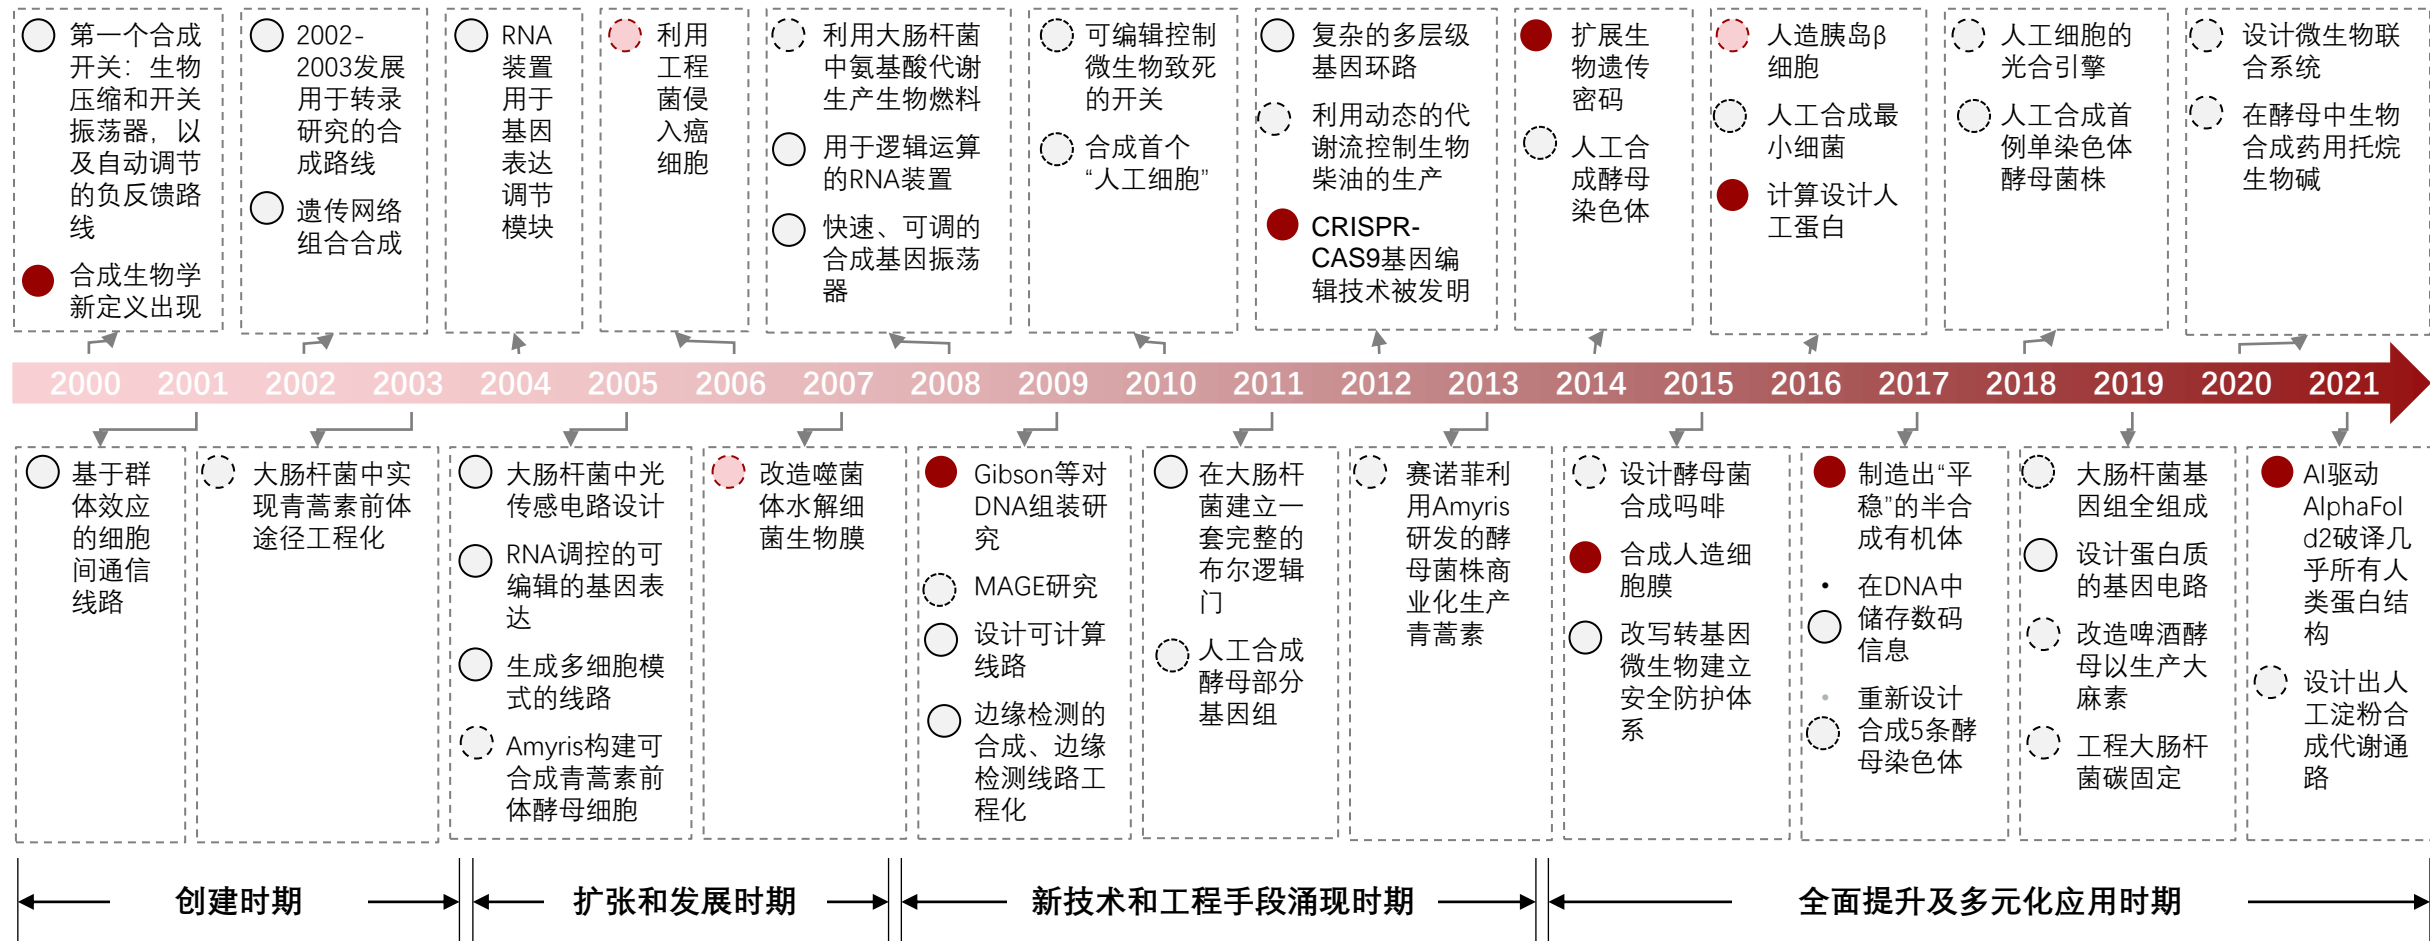 第一个合成
开关：生物
压缩和开关
振荡器，以
及自动调节
的负反馈路
线
合成生物学
新定义出现
2002-
2003发展
用于转录
研究的合
成路线
遗传网络
组合合成
RNA
装置
用于
基因
表达
调节
模块
利用
工程
菌侵
入癌
细胞
利用大肠杆菌
中氨基酸代谢
生产生物燃料
用于逻辑运算
的RNA装置
快速、可调的
合成基因振荡
器
可编辑控制
微生物致死
的开关
合成首个
“人工细胞”
复杂的多层级
基因环路
利用动态的代
谢流控制生物
柴油的生产
CRISPR-
CAS9基因编
辑技术被发明
扩展生
物遗传
密码
人工合
成酵母
染色体
人造胰岛β
细胞
人工合成最
小细菌
计算设计人
工蛋白
人工细胞的
光合引擎
人工合成首
例单染色体
酵母菌株
设计微生物联
合系统
在酵母中生物
合成药用托烷
生物碱
2000 2001 2002 2003 2004 2005 2006 2007 2008 2009 2010 2011 2012 2013 2014 2015 2016 2017 2018 2019 2020 2021
基于群
体效应
的细胞
间通信
线路
大肠杆菌中实
现青蒿素前体
途径工程化
大肠杆菌中光
传感电路设计
RNA调控的可
编辑的基因表
达
生成多细胞模
式的线路
Amyris构建可
合成青蒿素前
体酵母细胞
改造噬菌
体水解细
菌生物膜
Gibson等对
DNA组装研
究
MAGE研究
设计可计算
线路
边缘检测的
合成、边缘
检测线路工
程化
在大肠杆
菌建立一
套完整的
布尔逻辑
门
人工合成
酵母部分
基因组
赛诺菲利
用Amyris
研发的酵
母菌株商
业化生产
青蒿素
设计酵母菌
合成吗啡
合成人造细
胞膜
改写转基因
微生物建立
安全防护体
系
制造出“平
稳”的半合
成有机体
在DNA中
储存数码
信息
重新设计
合成5条酵
母染色体
大肠杆菌基
因组全组成
设计蛋白质
的基因电路
改造啤酒酵
母以生产大
麻素
工程大肠杆
菌碳固定
AI驱动
AlphaFol
d2破译几
乎所有人
类蛋白结
构
设计出人
工淀粉合
成代谢通
路
创建时期
扩张和发展时期
新技术和工程手段涌现时期
全面提升及多元化应用时期